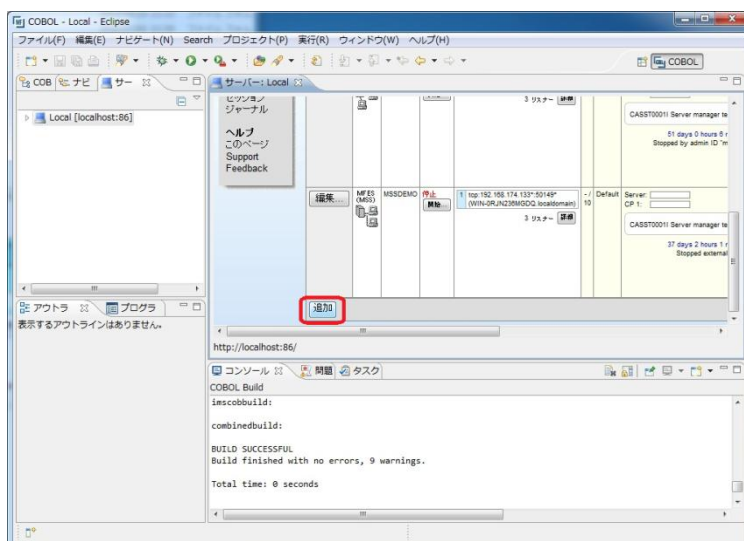 COBOL - Local - Eclipse
ファイル(F) 編集(E) ナビゲート(N) Search プロジェクト(P) 実行(R) ウィンドウ(W) ヘルプ(H)
COBOL
COB ナビ サー
Local [localhost:86]
サーバー: Local
セッション
ジャーナル
ヘルプ
このページ
Support
Feedback
3 リスナー 詳細
CASST0001I Server manager te
51 days 0 hours 6 r
Stopped by admin ID "m
編集...
MFES
(MSS)
MSSDEMO
停止
開始...
1 tcp:192.168.174.133*:50149*
(WIN-0RJN236MGDQ.localdomain)
3 リスナー 詳細
- /
10
Default
Server:
CP 1:
CASST0001I Server manager te
37 days 2 hours 1 r
Stopped external
追加
http://localhost:86/
アウトラ プログラ
表示するアウトラインはありません。
コンソール 問題 タスク
COBOL Build
imscobbuild:
combinedbuild:
BUILD SUCCESSFUL
Build finished with no errors, 9 warnings.
Total time: 0 seconds